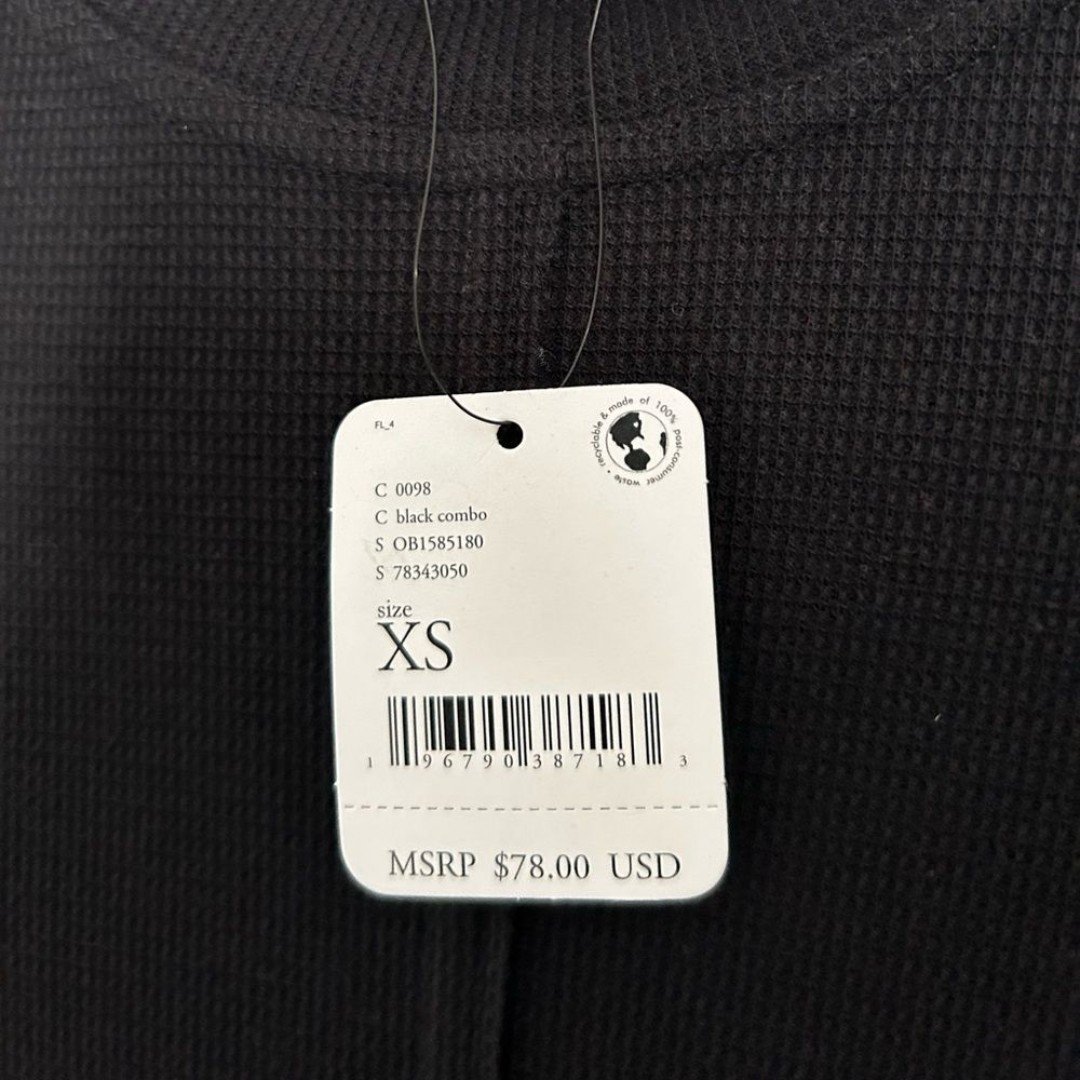 FL_4
recyclable & made of 100% post-consumer waste •
C 0098
C black combo
S OB1585180
S 78343050
size
XS
1 96790 38718 3
MSRP $78.00 USD